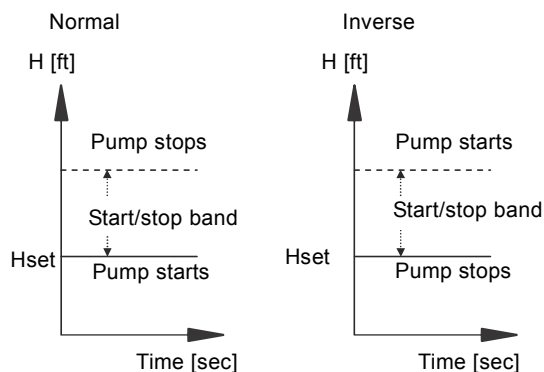 Normal
H [ft]
Pump stops
Start/stop band
Hset
Pump starts
Time [sec]
Inverse
H [ft]
Pump starts
Start/stop band
Hset
Pump stops
Time [sec]